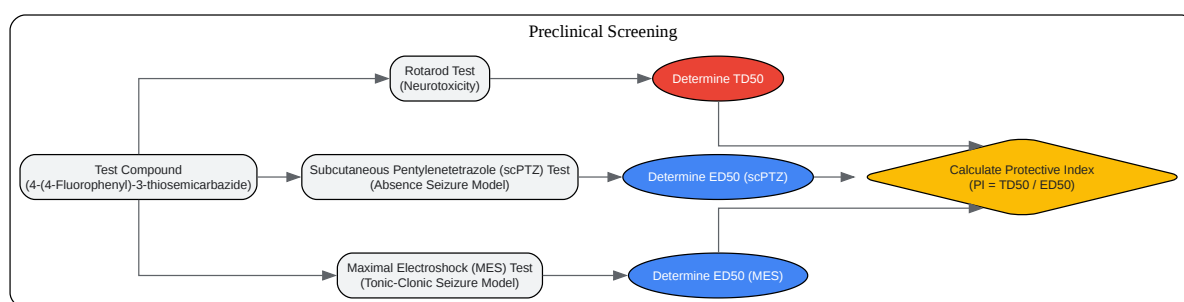 Preclinical Screening
Rotarod Test
(Neurotoxicity)
Determine TD50
Test Compound
(4-(4-Fluorophenyl)-3-thiosemicarbazide)
Subcutaneous Pentylenetetrazole (scPTZ) Test
(Absence Seizure Model)
Determine ED50 (scPTZ)
Calculate Protective Index
(PI = TD50 / ED50)
Maximal Electroshock (MES) Test
(Tonic-Clonic Seizure Model)
Determine ED50 (MES)